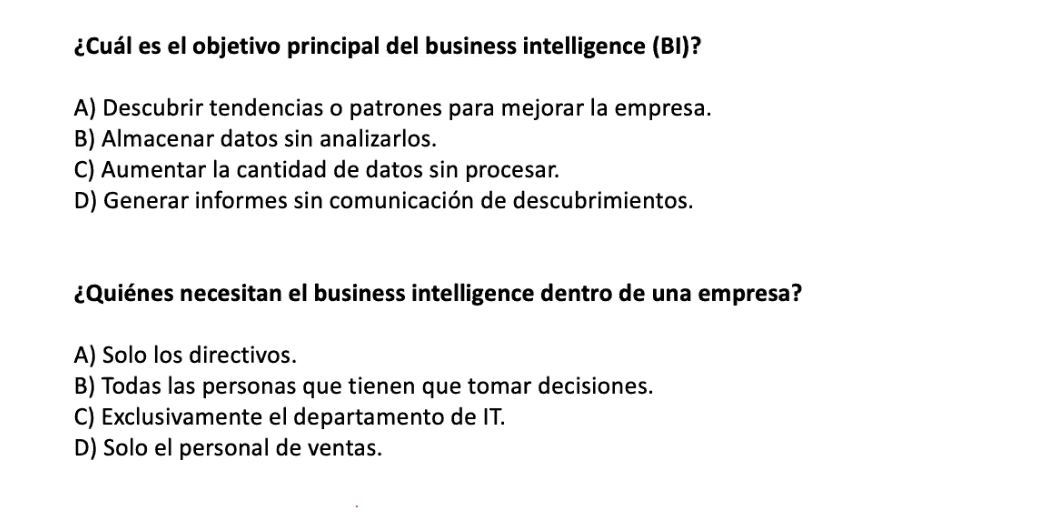 ¿Cuál es el objetivo principal del business intelligence (BI)?
A) Descubrir tendencias o patrones para mejorar la empresa.
B) Almacenar datos sin analizarlos.
C) Aumentar la cantidad de datos sin procesar.
D) Generar informes sin comunicación de descubrimientos.
¿Quiénes necesitan el business intelligence dentro de una empresa?
A) Solo los directivos.
B) Todas las personas que tienen que tomar decisiones.
C) Exclusivamente el departamento de IT.
D) Solo el personal de ventas.